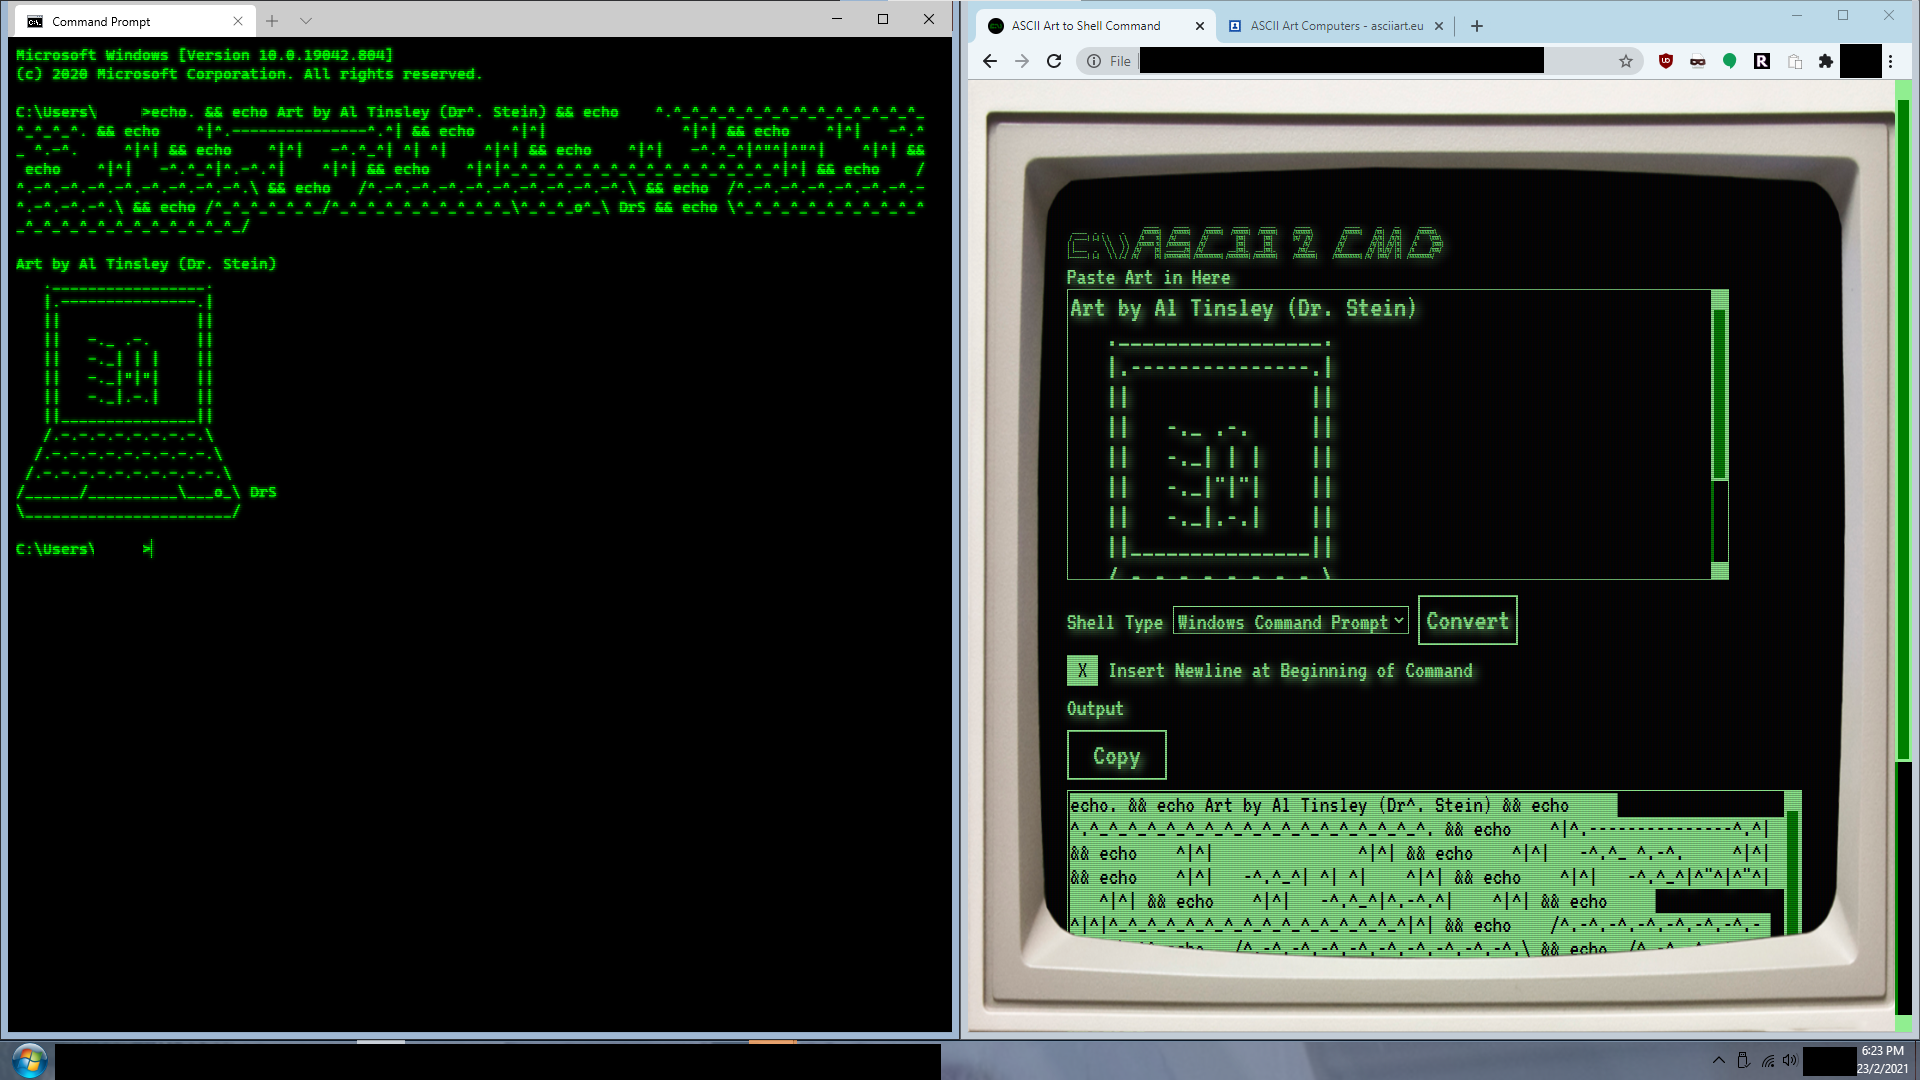 Command Prompt
Microsoft Windows [Version 10.0.19042.804]
(c) 2020 Microsoft Corporation. All rights reserved.
C:\Users\ >echo. && echo Art by Al Tinsley (Dr^. Stein) && echo    ^.^_^_^_^_^_^_^_^_^_^_^_^_^_^_
^_^_^_^. && echo    ^|^.---------------^.^| && echo    ^|^|               ^|^| && echo    ^|^|   -^.^
_ ^.-^.     ^|^| && echo    ^|^|   -^.^_^| ^| ^|    ^|^| && echo    ^|^|   -^.^_^|^"^|^"^|    ^|^| &&
 echo    ^|^|   -^.^_^|^.-^.^|    ^|^| && echo    ^|^|^_^_^_^_^_^_^_^_^_^_^_^_^_^_^_^|^| && echo    /
^.-^.-^.-^.-^.-^.-^.-^.-^.\ && echo   /^.-^.-^.-^.-^.-^.-^.-^.-^.-^.\ && echo  /^.-^.-^.-^.-^.-^.-^.-
^.-^.-^.-^.\ && echo /^_^_^_^_^_^_/^_^_^_^_^_^_^_^_^_^_\^_^_^_o^_\ DrS && echo \^_^_^_^_^_^_^_^_^_^_^
_^_^_^_^_^_^_^_^_^_^_^_^_/
Art by Al Tinsley (Dr. Stein)
   ._________________.
   |.---------------.|
   ||               ||
   ||   -._ .-.     ||
   ||   -._| | |    ||
   ||   -._|"|"|    ||
   ||   -._|.-.|    ||
   ||_______________||
   /.-.-.-.-.-.-.-.-.\
  /.-.-.-.-.-.-.-.-.-.\
 /.-.-.-.-.-.-.-.-.-.-.\
/______/__________\___o_\ DrS
\_______________________/
C:\Users\ >
ASCII Art to Shell Command
ASCII Art Computers - asciiart.eu
File
C:\)ASCII 2 CMD
Paste Art in Here
Art by Al Tinsley (Dr. Stein)
   ._________________.
   |.---------------.|
   ||               ||
   ||   -._ .-.     ||
   ||   -._| | |    ||
   ||   -._|"|"|    ||
   ||   -._|.-.|    ||
   ||_______________||
Shell Type Windows Command Prompt Convert
X Insert Newline at Beginning of Command
Output
Copy
echo. && echo Art by Al Tinsley (Dr^. Stein) && echo
^.^_^_^_^_^_^_^_^_^_^_^_^_^_^_^_^_^_^. && echo    ^|^.---------------^.^|
&& echo    ^|^|               ^|^| && echo    ^|^|   -^.^_ ^.-^.     ^|^|
&& echo    ^|^|   -^.^_^| ^| ^|    ^|^| && echo    ^|^|   -^.^_^|^"^|^"^|
   ^|^| && echo    ^|^|   -^.^_^|^.-^.^|    ^|^| && echo
^|^|^_^_^_^_^_^_^_^_^_^_^_^_^_^_^_^|^| && echo    /^.-^.-^.-^.-^.-^.-
/^.-^.-^.-^.-^.-^.-^.-^.-^.\ && echo
6:23 PM
23/2/2021